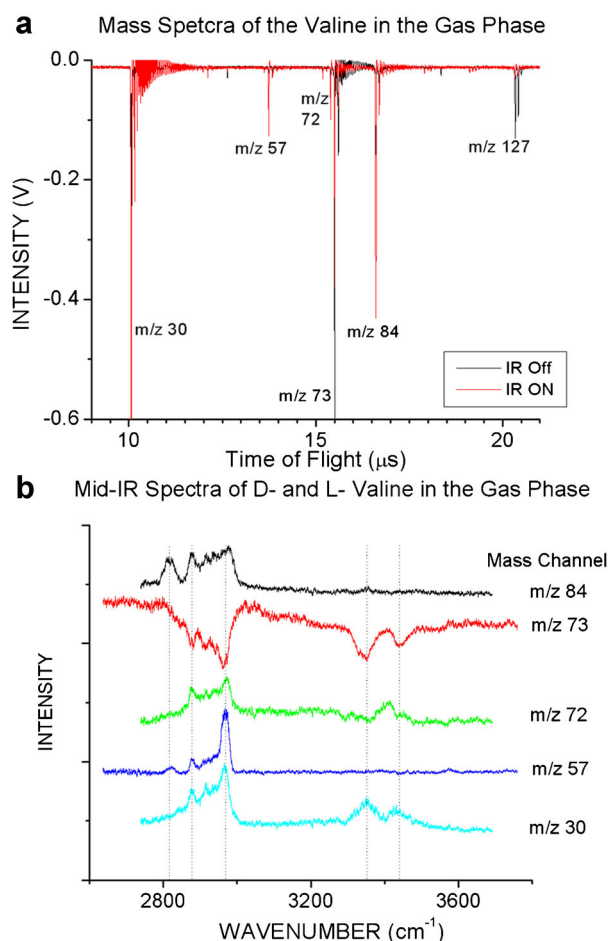 a Mass Spetcra of the Valine in the Gas Phase
0.0
-0.2
-0.4
-0.6
INTENSITY (V)
m/z 30
m/z 57
m/z
72
m/z 73
m/z 84
m/z 127
IR Off
IR ON
10
15
20
Time of Flight (μs)
b Mid-IR Spectra of D- and L- Valine in the Gas Phase
INTENSITY
Mass Channel
m/z 84
m/z 73
m/z 72
m/z 57
m/z 30
2800
3200
3600
WAVENUMBER (cm⁻¹)